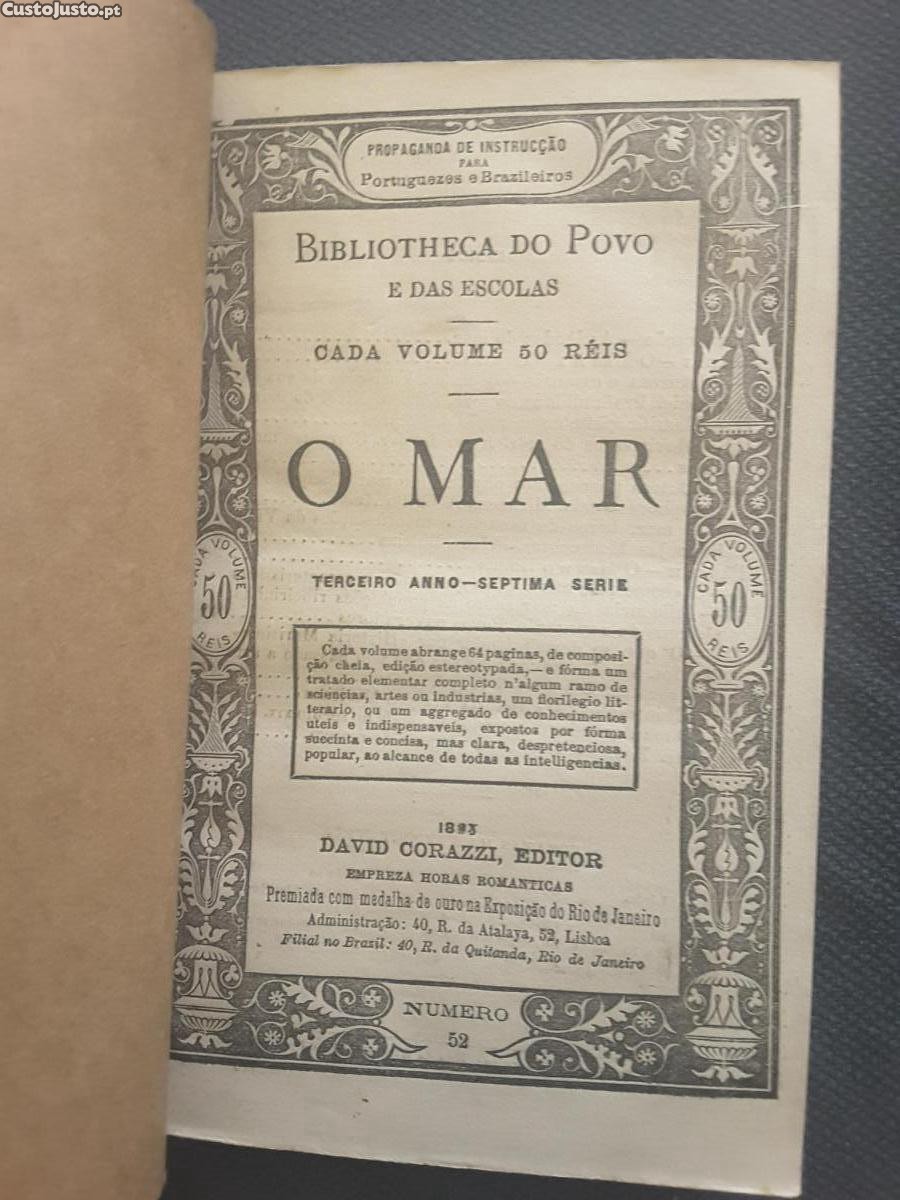 CustoJusto.pt
PROPAGANDA DE INSTRUCÇÃO
PARA
Portuguezes e Brazileiros
BIBLIOTHECA DO POVO
E DAS ESCOLAS
CADA VOLUME 50 RÉIS
O MAR
TERCEIRO ANNO—SEPTIMA SERIE
CADA VOLUME
50
REIS
CADA VOLUME
50
REIS
Cada volume abrange 64 paginas, de composi-
ção cheia, edição estereotypada,—e fórma um
tratado elementar completo n'algum ramo de
sciencias, artes ou industrias, um florilegio lit-
terario, ou um aggregado de conhecimentos
uteis e indispensaveis, expostos por fórma
succinta e concisa, mas clara, despretenciosa,
popular, ao alcance de todas as intelligencias.
DAVID CORAZZI, EDITOR
EMPREZA HORAS ROMANTICAS
Premiada com medalha de ouro na Exposição do Rio de Janeiro
Administração: 40, R. da Atalaya, 52, Lisboa
Filial no Brazil: 40, R. da Quitanda, Rio de Janeiro
NUMERO
52